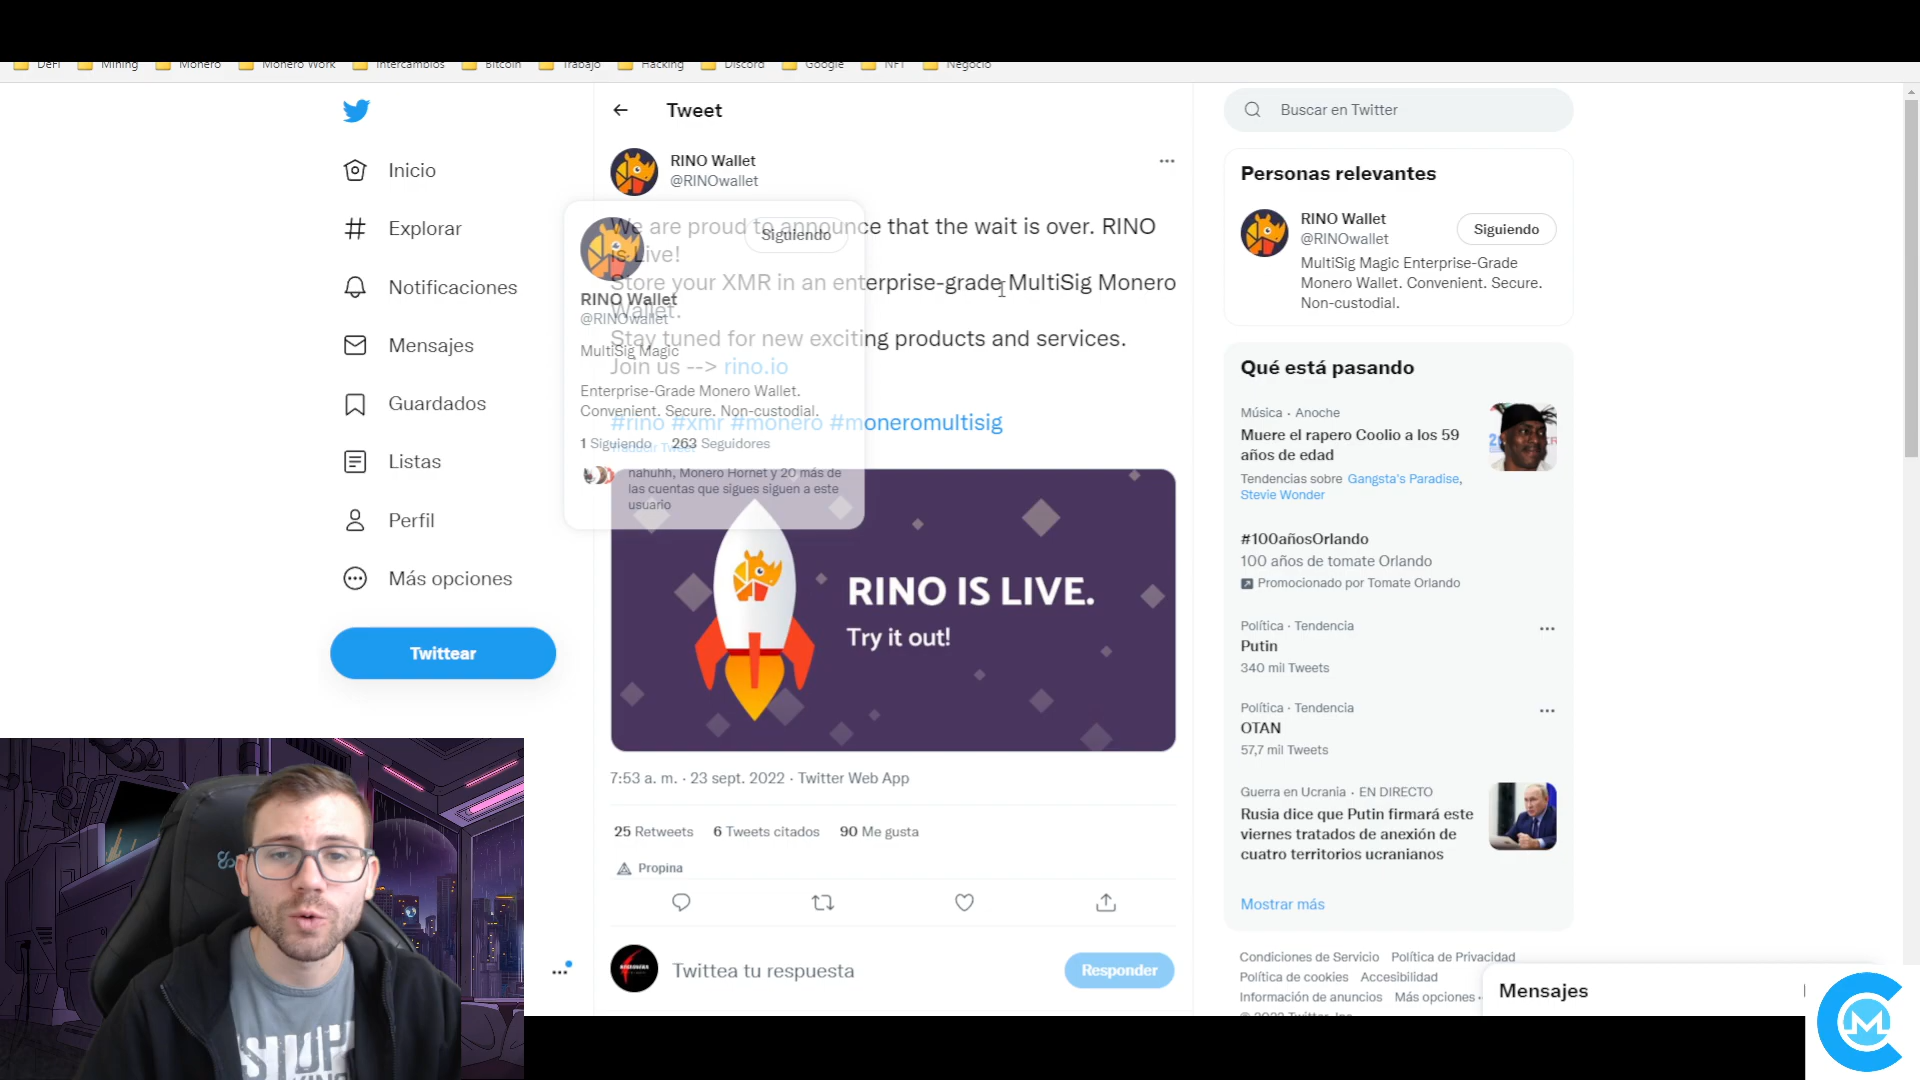 DeFi Mining Monero Monero Work Intercambios Bitcoin Trabajo Hacking Discord Google NFT Negocio
Inicio
Explorar
Notificaciones
Mensajes
Guardados
Listas
Perfil
Más opciones
Twittear
Tweet
RINO Wallet
@RINOwallet
We are proud to announce that the wait is over. RINO
is Live!
Store your XMR in an enterprise-grade MultiSig Monero
Wallet.
Stay tuned for new exciting products and services.
Join us --> rino.io
#rino #xmr #monero #moneromultisig
Traducir Tweet
Siguiendo
RINO Wallet
@RINOwallet
MultiSig Magic
Enterprise-Grade Monero Wallet.
Convenient. Secure. Non-custodial.
1 Siguiendo 263 Seguidores
nahuhh, Monero Hornet y 20 más de
las cuentas que sigues siguen a este
usuario
RINO IS LIVE.
Try it out!
7:53 a. m. · 23 sept. 2022 · Twitter Web App
25 Retweets 6 Tweets citados 90 Me gusta
Propina
Twittea tu respuesta
Responder
Buscar en Twitter
Personas relevantes
RINO Wallet
@RINOwallet
Siguiendo
MultiSig Magic Enterprise-Grade
Monero Wallet. Convenient. Secure.
Non-custodial.
Qué está pasando
Música · Anoche
Muere el rapero Coolio a los 59
años de edad
Tendencias sobre Gangsta's Paradise,
Stevie Wonder
#100añosOrlando
100 años de tomate Orlando
Promocionado por Tomate Orlando
Política · Tendencia
Putin
340 mil Tweets
Política · Tendencia
OTAN
57,7 mil Tweets
Guerra en Ucrania · EN DIRECTO
Rusia dice que Putin firmará este
viernes tratados de anexión de
cuatro territorios ucranianos
Mostrar más
Condiciones de Servicio Política de Privacidad
Política de cookies Accesibilidad
Información de anuncios Más opciones
© 2022 Twitter, Inc.
Mensajes
STOP